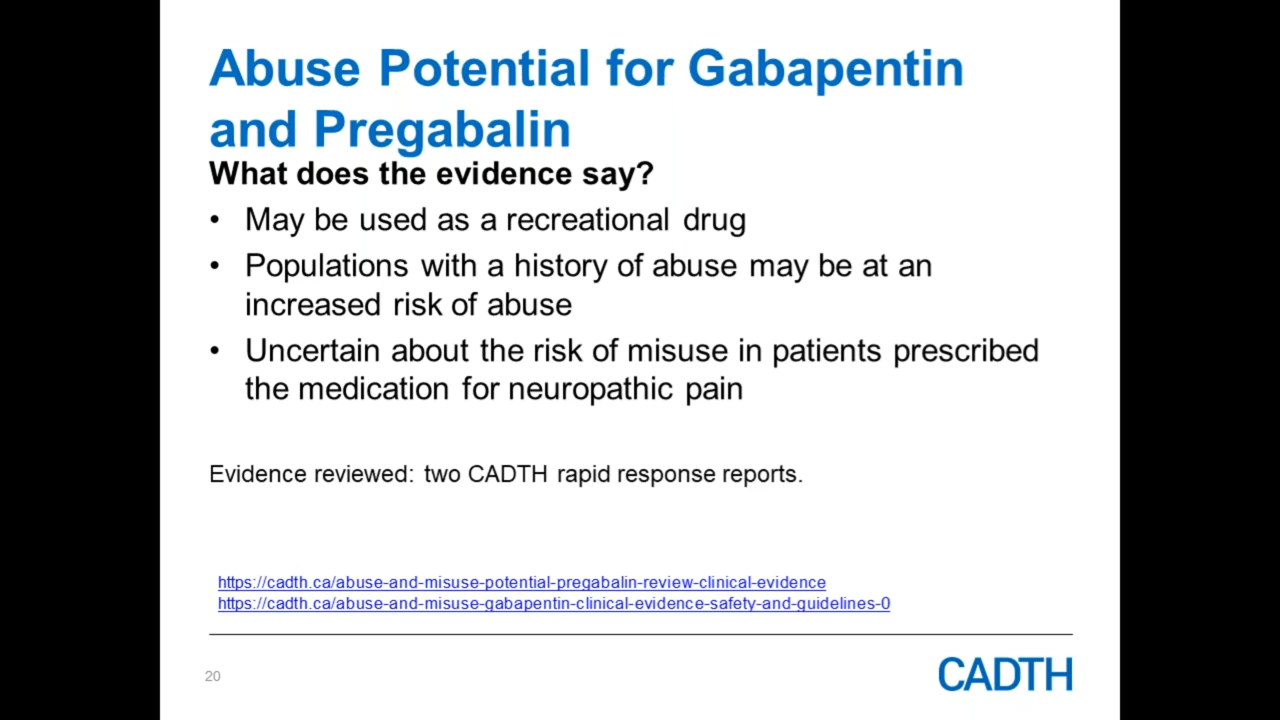 Abuse Potential for Gabapentin
and Pregabalin
What does the evidence say?
• May be used as a recreational drug
• Populations with a history of abuse may be at an
increased risk of abuse
• Uncertain about the risk of misuse in patients prescribed
the medication for neuropathic pain
Evidence reviewed: two CADTH rapid response reports.
https://cadth.ca/abuse-and-misuse-potential-pregabalin-review-clinical-evidence
https://cadth.ca/abuse-and-misuse-gabapentin-clinical-evidence-safety-and-guidelines-0
20
CADTH